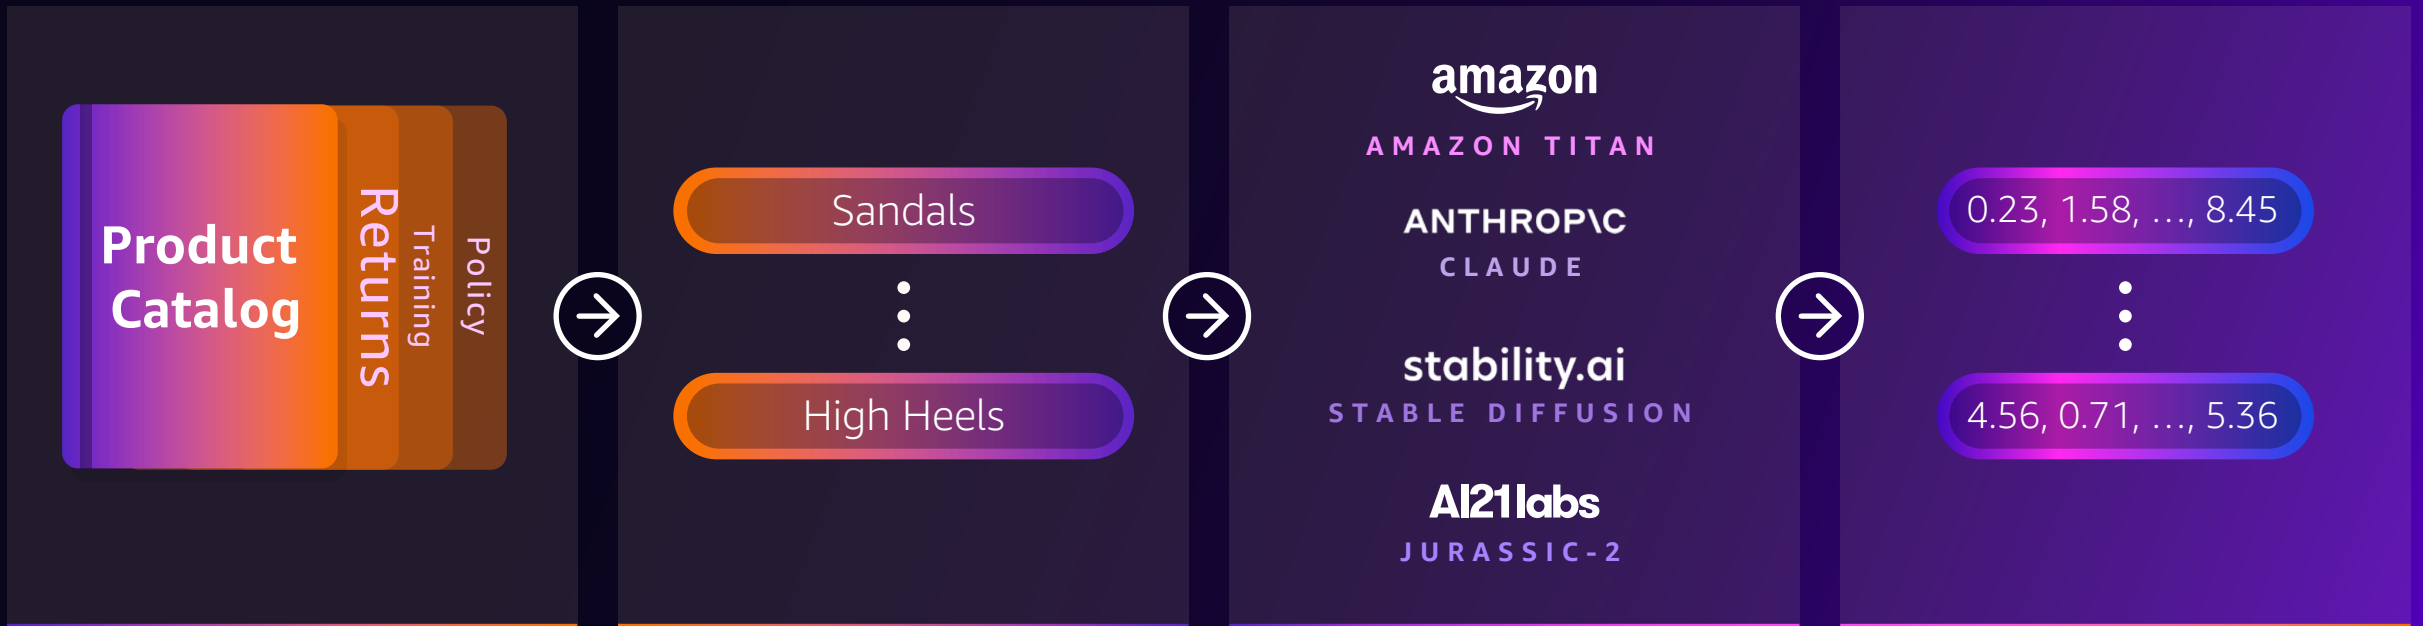 Product
Catalog
Returns
Training
Policy
Sandals
High Heels
amazon
AMAZON TITAN
ANTHROP\C
CLAUDE
stability.ai
STABLE DIFFUSION
AI21labs
JURASSIC-2
0.23, 1.58, ..., 8.45
4.56, 0.71, ..., 5.36